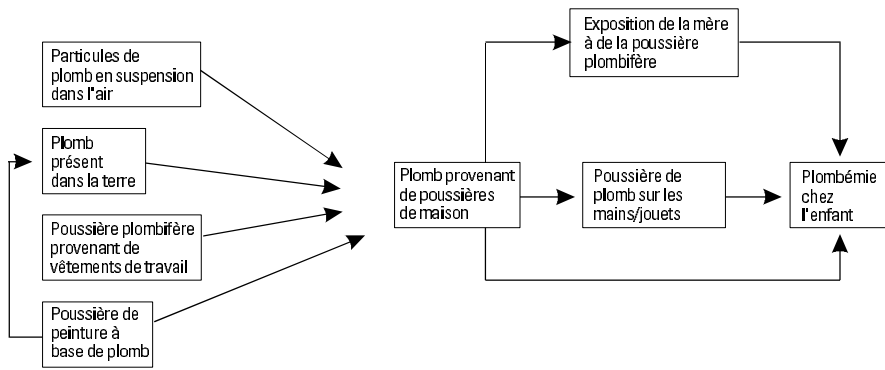 Particules de
plomb en suspension
dans l'air
Plomb
présent
dans la terre
Poussière plombifère
provenant de
vêtements de travail
Poussière de
peinture à
base de plomb
Plomb provenant
de poussières
de maison
Exposition de la mère
à de la poussière
plombifère
Poussière de
plomb sur les
mains/jouets
Plombémie
chez
l'enfant